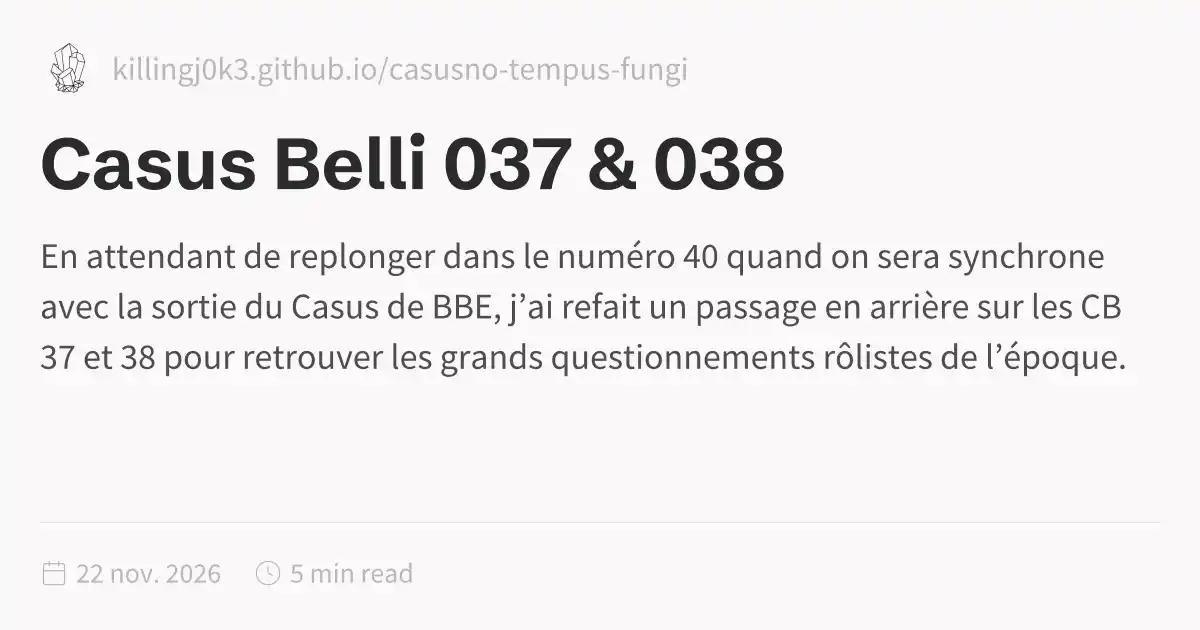 killingj0k3.github.io/casusno-tempus-fungi
Casus Belli 037 & 038
En attendant de replonger dans le numéro 40 quand on sera synchrone
avec la sortie du Casus de BBE, j’ai refait un passage en arrière sur les CB
37 et 38 pour retrouver les grands questionnements rôlistes de l’époque.
22 nov. 2026
5 min read